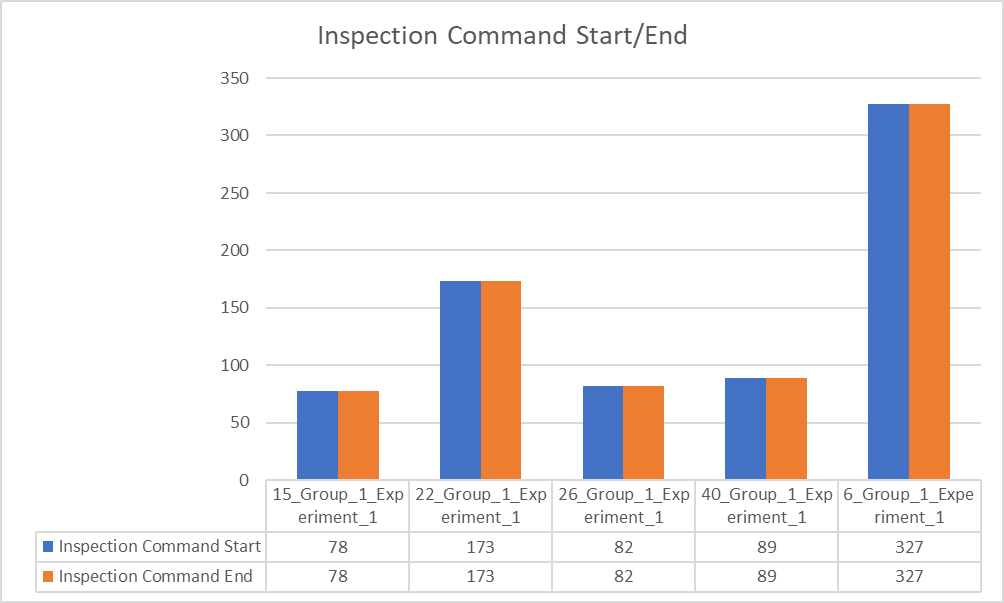 Inspection Command Start/End
350
300
250
200
150
100
50
0
15_Group_1_Exp 22_Group_1_Exp 26_Group_1_Exp 40_Group_1_Exp 6_Group_1_Expe
eriment_1 eriment_1 eriment_1 eriment_1 riment_1
Inspection Command Start 78 173 82 89 327
Inspection Command End 78 173 82 89 327